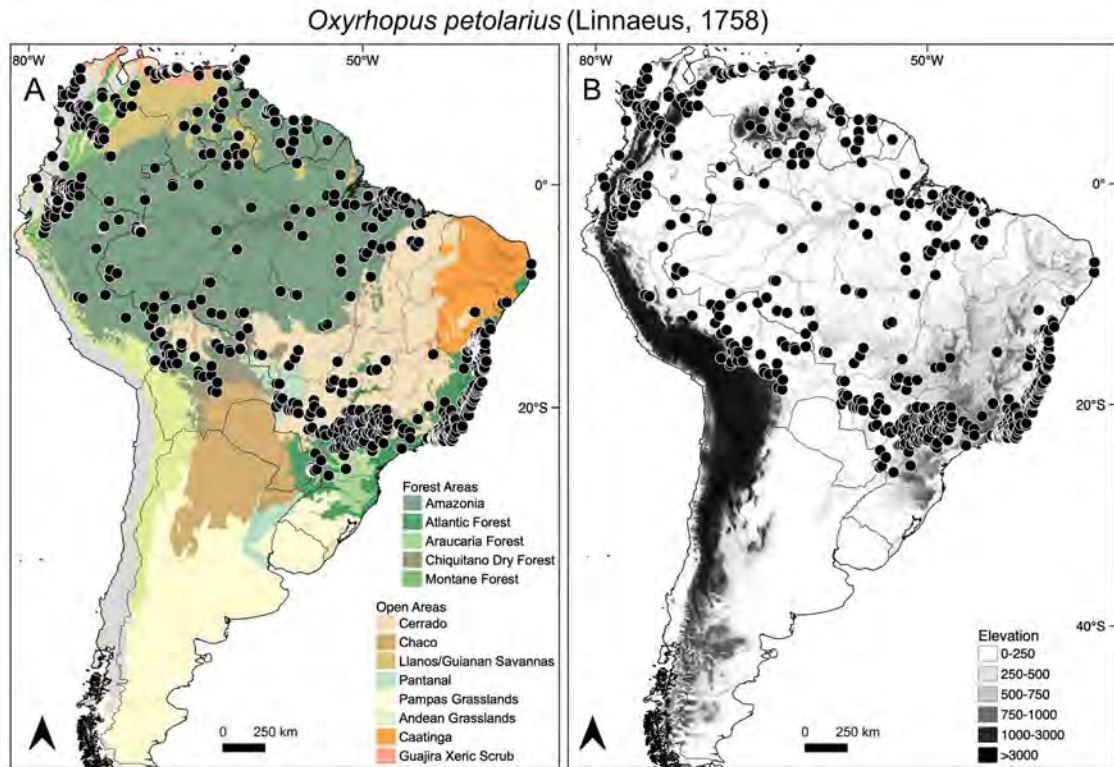 Oxyrhopus petolarius (Linnaeus, 1758)
A
80°W
50°W
0°
20°S
Forest Areas
Amazonia
Atlantic Forest
Araucaria Forest
Chiquitano Dry Forest
Montane Forest
Open Areas
Cerrado
Chaco
Llanos/Guianan Savannas
Pantanal
Pampas Grasslands
Andean Grasslands
Caatinga
Guajira Xeric Scrub
0 250 km
B
80°W
50°W
0°
20°S
40°S
Elevation
0-250
250-500
500-750
750-1000
1000-3000
>3000
0 250 km